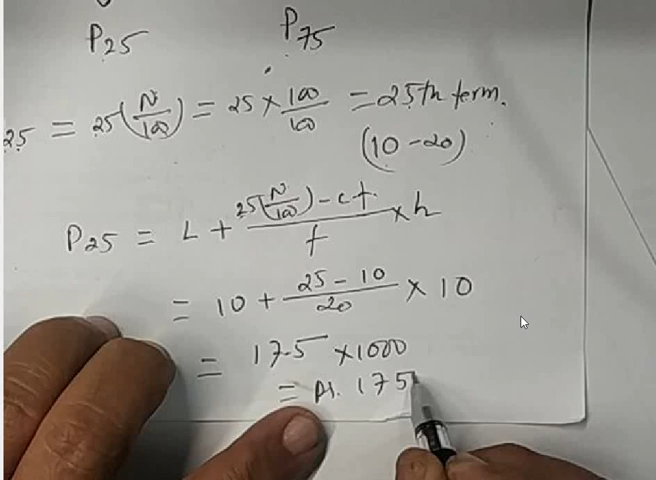 P25 P75
25 = 25(N/100) = 25 × 100/100 = 25th term.
(10-20)
P25 = L + 25(N/100) - c.f. / f × h
= 10 + 25 - 10 / 20 × 10
= 17.5 × 1000
= Rs. 175